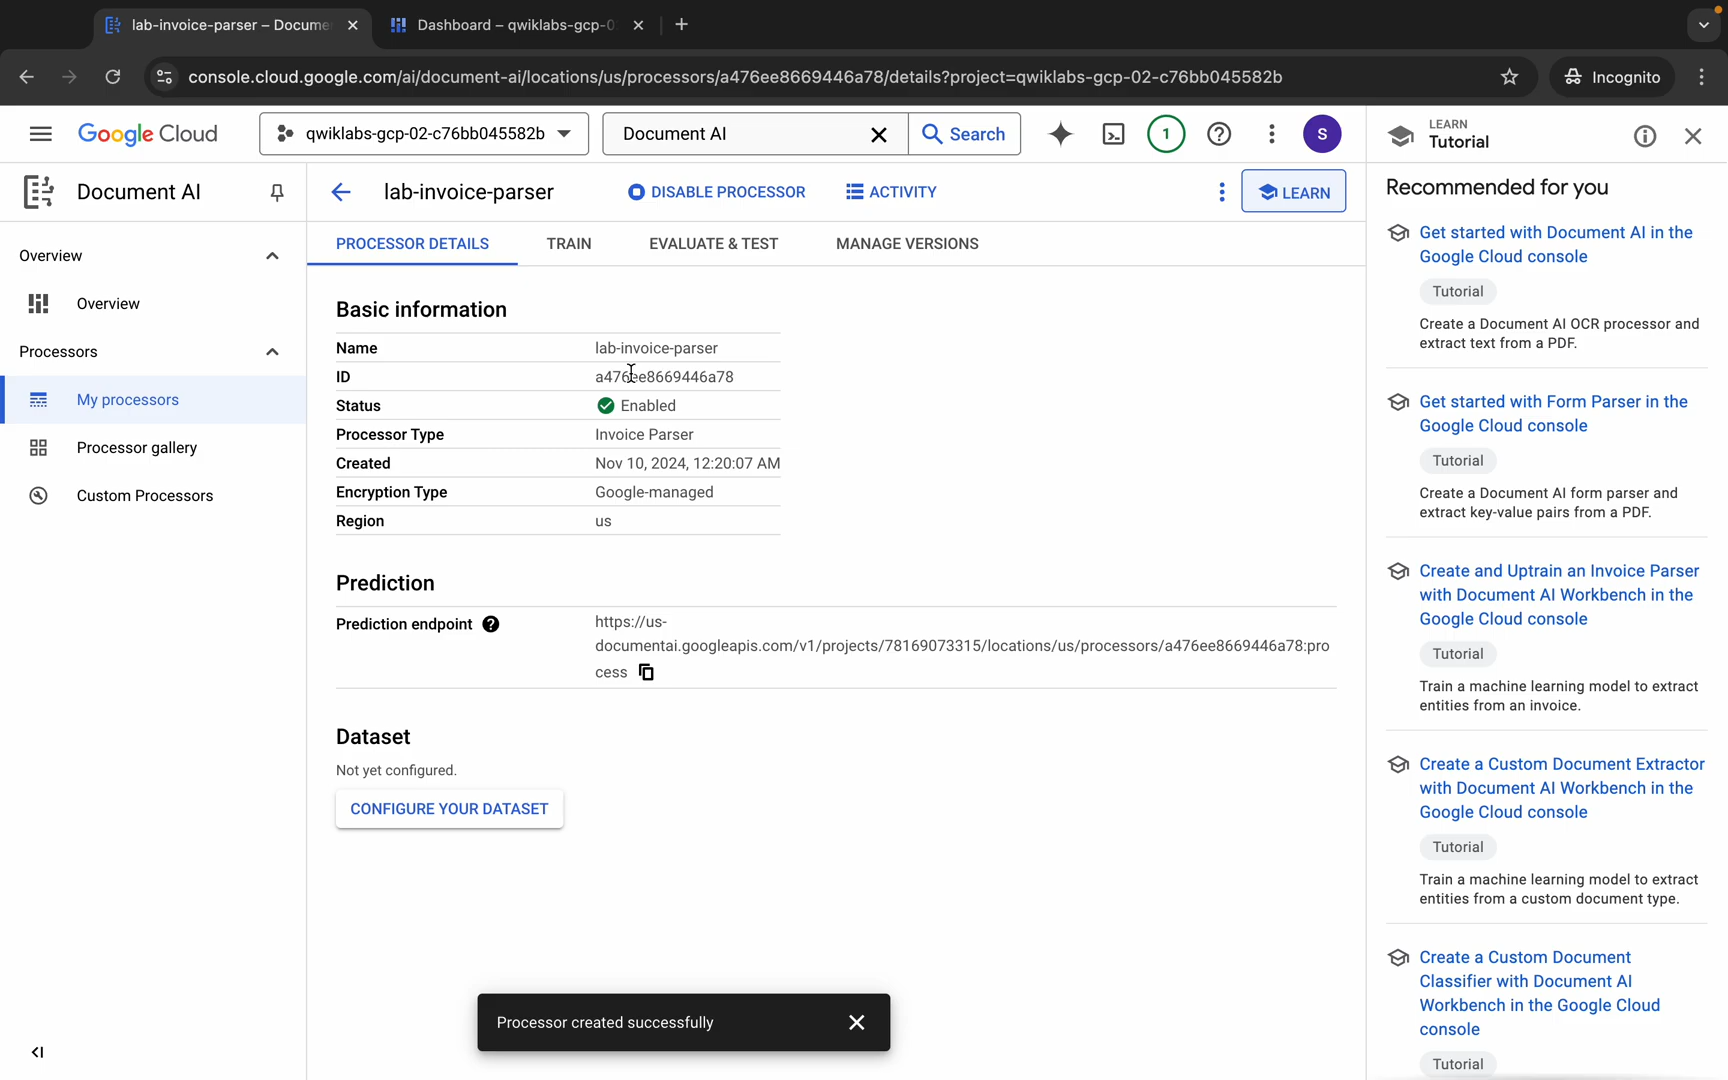 lab-invoice-parser – Docume
Dashboard – qwiklabs-gcp-0
console.cloud.google.com/ai/document-ai/locations/us/processors/a476ee8669446a78/details?project=qwiklabs-gcp-02-c76bb045582b
Incognito
Google Cloud
qwiklabs-gcp-02-c76bb045582b
Document AI
Search
1
S
LEARN
Tutorial
Document AI
lab-invoice-parser
DISABLE PROCESSOR
ACTIVITY
LEARN
Overview
Overview
Processors
My processors
Processor gallery
Custom Processors
PROCESSOR DETAILS
TRAIN
EVALUATE & TEST
MANAGE VERSIONS
Basic information
Name lab-invoice-parser
ID a476ee8669446a78
Status Enabled
Processor Type Invoice Parser
Created Nov 10, 2024, 12:20:07 AM
Encryption Type Google-managed
Region us
Prediction
Prediction endpoint
https://us-
documentai.googleapis.com/v1/projects/78169073315/locations/us/processors/a476ee8669446a78:pro
cess
Dataset
Not yet configured.
CONFIGURE YOUR DATASET
Processor created successfully
Recommended for you
Get started with Document AI in the
Google Cloud console
Tutorial
Create a Document AI OCR processor and
extract text from a PDF.
Get started with Form Parser in the
Google Cloud console
Tutorial
Create a Document AI form parser and
extract key-value pairs from a PDF.
Create and Uptrain an Invoice Parser
with Document AI Workbench in the
Google Cloud console
Tutorial
Train a machine learning model to extract
entities from an invoice.
Create a Custom Document Extractor
with Document AI Workbench in the
Google Cloud console
Tutorial
Train a machine learning model to extract
entities from a custom document type.
Create a Custom Document
Classifier with Document AI
Workbench in the Google Cloud
console
Tutorial